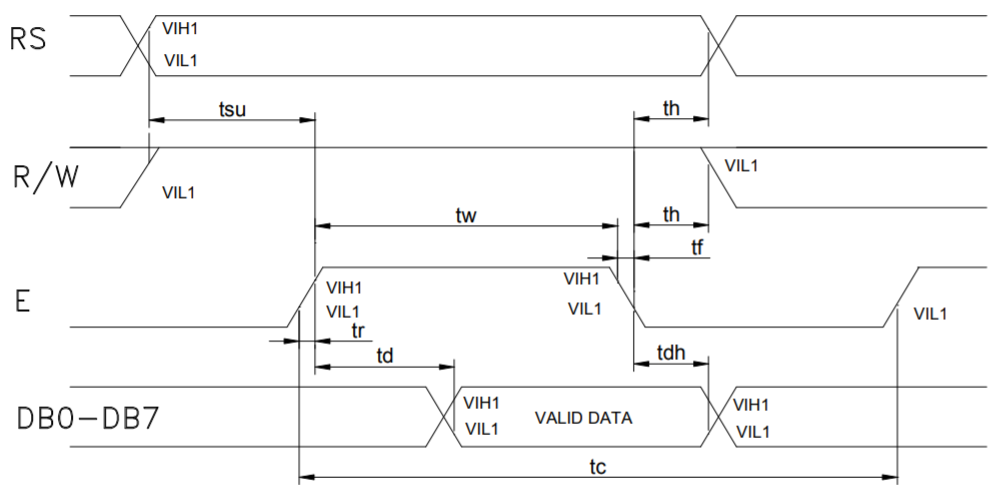 RS
VIH1
VIL1
tsu
th
R/W
VIL1
VIL1
tw
th
tf
E
VIH1
VIL1
VIH1
VIL1
VIL1
tr
td
tdh
DB0-DB7
VIH1
VIL1
VALID DATA
VIH1
VIL1
tc